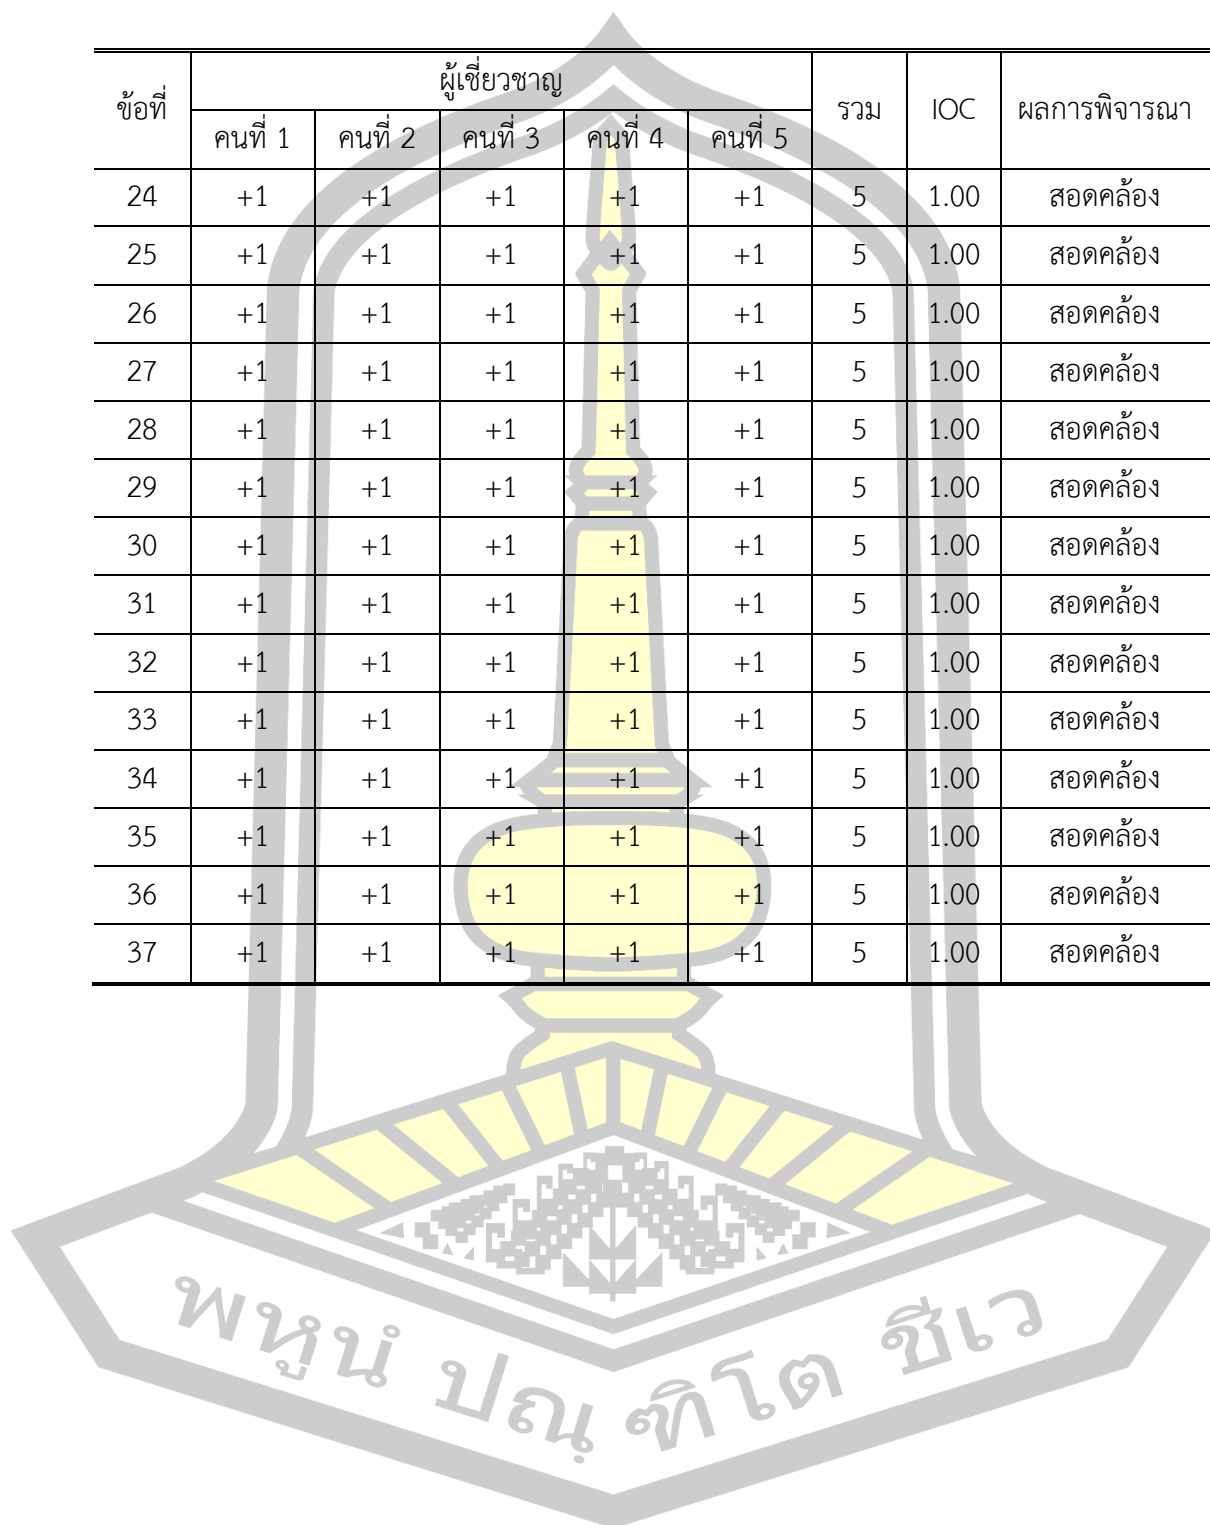 ข้อที่ ผู้เชี่ยวชาญ รวม IOC ผลการพิจารณา
คนที่ 1 คนที่ 2 คนที่ 3 คนที่ 4 คนที่ 5
24 +1 +1 +1 +1 +1 5 1.00 สอดคล้อง
25 +1 +1 +1 +1 +1 5 1.00 สอดคล้อง
26 +1 +1 +1 +1 +1 5 1.00 สอดคล้อง
27 +1 +1 +1 +1 +1 5 1.00 สอดคล้อง
28 +1 +1 +1 +1 +1 5 1.00 สอดคล้อง
29 +1 +1 +1 +1 +1 5 1.00 สอดคล้อง
30 +1 +1 +1 +1 +1 5 1.00 สอดคล้อง
31 +1 +1 +1 +1 +1 5 1.00 สอดคล้อง
32 +1 +1 +1 +1 +1 5 1.00 สอดคล้อง
33 +1 +1 +1 +1 +1 5 1.00 สอดคล้อง
34 +1 +1 +1 +1 +1 5 1.00 สอดคล้อง
35 +1 +1 +1 +1 +1 5 1.00 สอดคล้อง
36 +1 +1 +1 +1 +1 5 1.00 สอดคล้อง
37 +1 +1 +1 +1 +1 5 1.00 สอดคล้อง
พหูนํ ปณฺฑิโต ชีเว